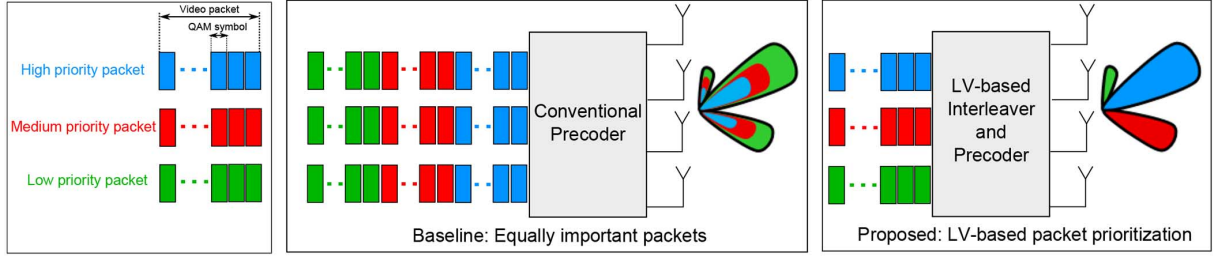 Video packet
QAM symbol
High priority packet
Medium priority packet
Low priority packet
Conventional
Precoder
Baseline: Equally important packets
LV-based
Interleaver
and
Precoder
Proposed: LV-based packet prioritization